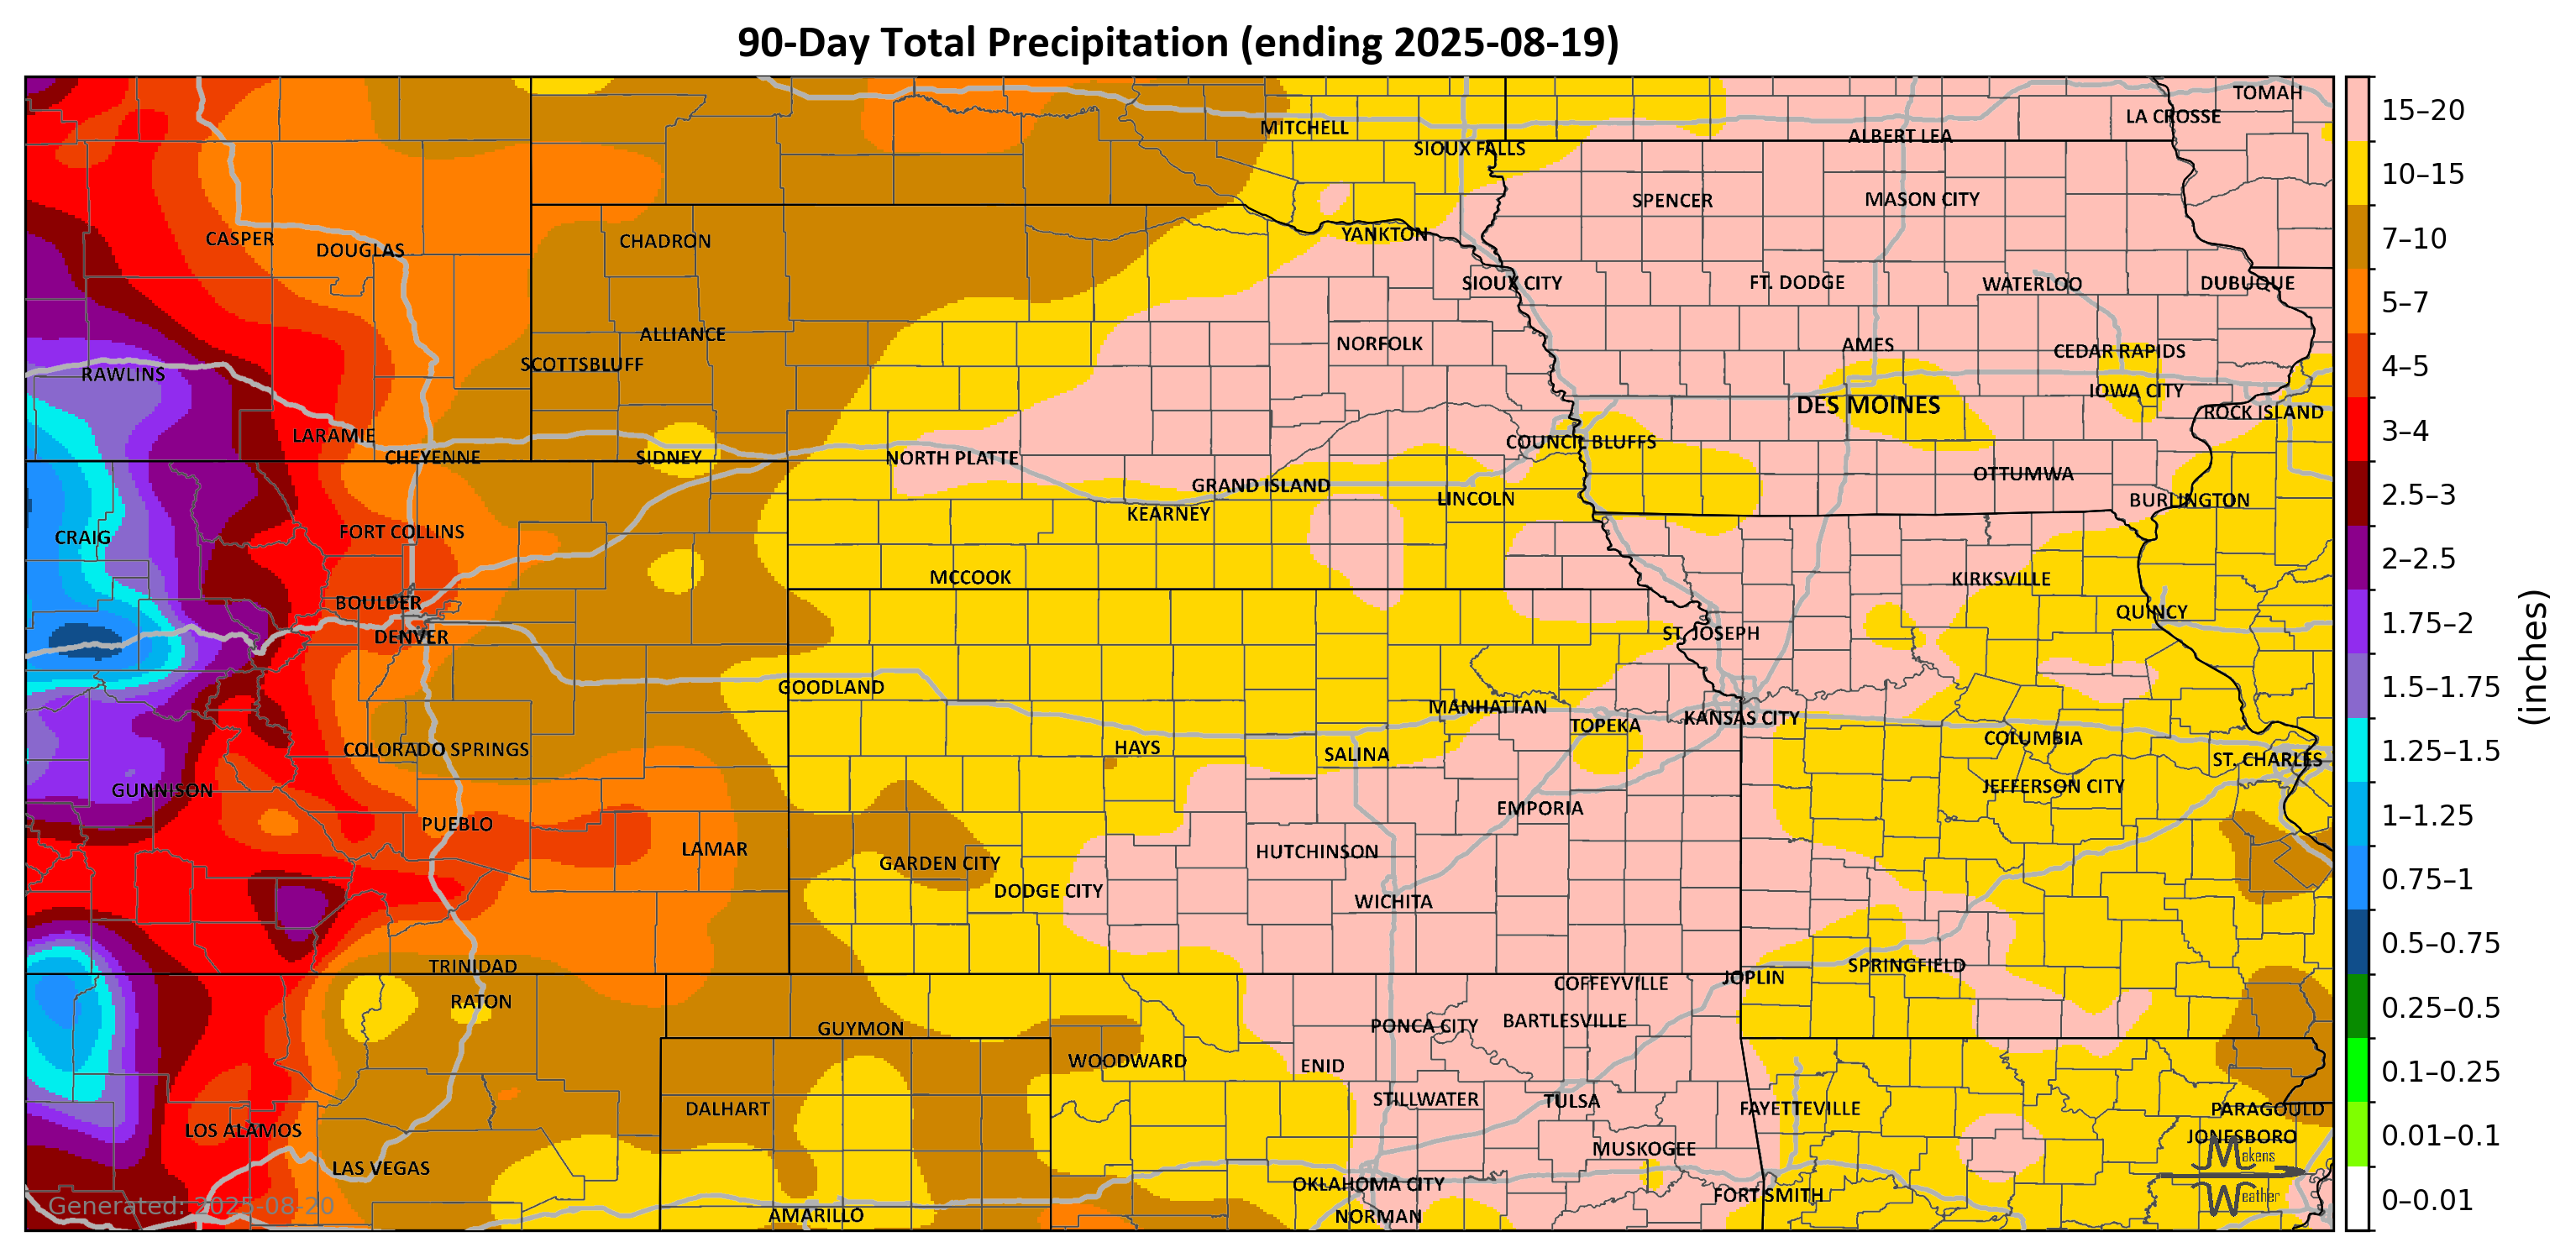 90-Day Total Precipitation (ending 2025-08-19)
TOMAH
LA CROSSE
MITCHELL
ALBERT LEA
SIOUX FALLS
SPENCER
MASON CITY
CASPER
DOUGLAS
CHADRON
YANKTON
SIOUX CITY
FT. DODGE
WATERLOO
DUBUQUE
ALLIANCE
NORFOLK
AMES
CEDAR RAPIDS
SCOTTSBLUFF
RAWLINS
IOWA CITY
DES MOINES
ROCK ISLAND
LARAMIE
COUNCIL BLUFFS
CHEYENNE
SIDNEY
NORTH PLATTE
OTTUMWA
GRAND ISLAND
LINCOLN
BURLINGTON
KEARNEY
CRAIG
FORT COLLINS
MCCOOK
KIRKSVILLE
BOULDER
QUINCY
DENVER
ST. JOSEPH
GOODLAND
MANHATTAN
TOPEKA
KANSAS CITY
COLUMBIA
COLORADO SPRINGS
HAYS
SALINA
ST. CHARLES
GUNNISON
JEFFERSON CITY
EMPORIA
PUEBLO
LAMAR
HUTCHINSON
GARDEN CITY
DODGE CITY
WICHITA
TRINIDAD
SPRINGFIELD
JOPLIN
COFFEYVILLE
RATON
GUYMON
PONCA CITY
BARTLESVILLE
WOODWARD
ENID
DALHART
STILLWATER
TULSA
FAYETTEVILLE
PARAGOULD
LOS ALAMOS
JONESBORO
MUSKOGEE
LAS VEGAS
OKLAHOMA CITY
FORT SMITH
AMARILLO
NORMAN
Makens
Weather
Generated: 2025-08-20
15–20
10–15
7–10
5–7
4–5
3–4
2.5–3
2–2.5
1.75–2
1.5–1.75
1.25–1.5
1–1.25
0.75–1
0.5–0.75
0.25–0.5
0.1–0.25
0.01–0.1
0–0.01
(inches)